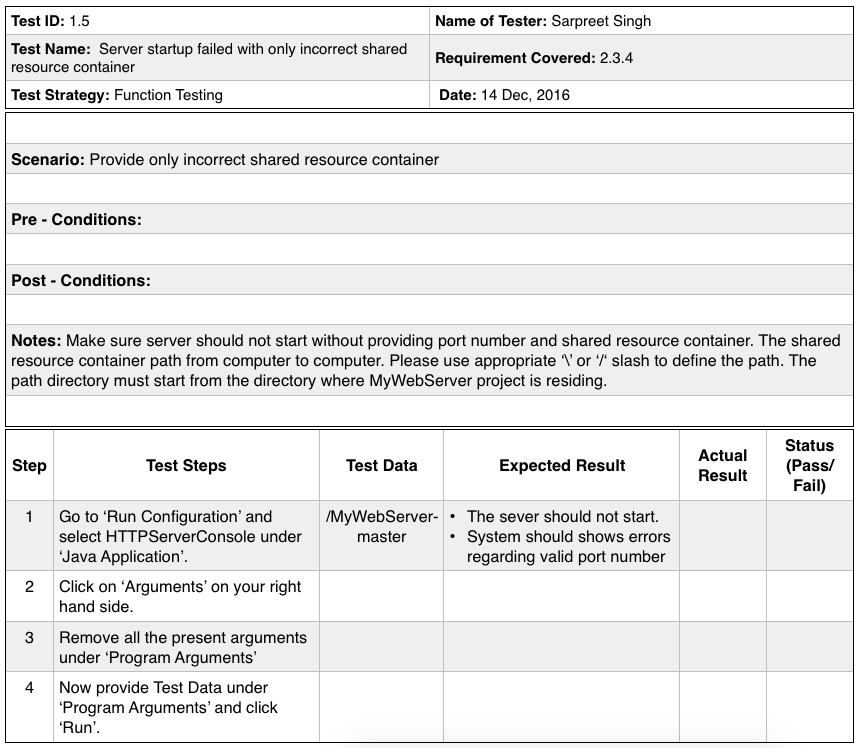 Test ID: 1.5
Name of Tester: Sarpreet Singh
Test Name:  Server startup failed with only incorrect shared
resource container
Requirement Covered: 2.3.4
Test Strategy: Function Testing
Date: 14 Dec, 2016
Scenario: Provide only incorrect shared resource container
Pre - Conditions:
Post - Conditions:
Notes: Make sure server should not start without providing port number and shared resource container. The shared
resource container path from computer to computer. Please use appropriate ‘\’ or ‘/‘ slash to define the path. The
path directory must start from the directory where MyWebServer project is residing.
Step
Test Steps
Test Data
Expected Result
Actual
Result
Status
(Pass/
Fail)
1
Go to ‘Run Configuration’ and
select HTTPServerConsole under
‘Java Application’.
/MyWebServer-
master
• The sever should not start.
• System should shows errors
regarding valid port number
2
Click on ‘Arguments’ on your right
hand side.
3
Remove all the present arguments
under ‘Program Arguments’
4
Now provide Test Data under
‘Program Arguments’ and click
‘Run’.